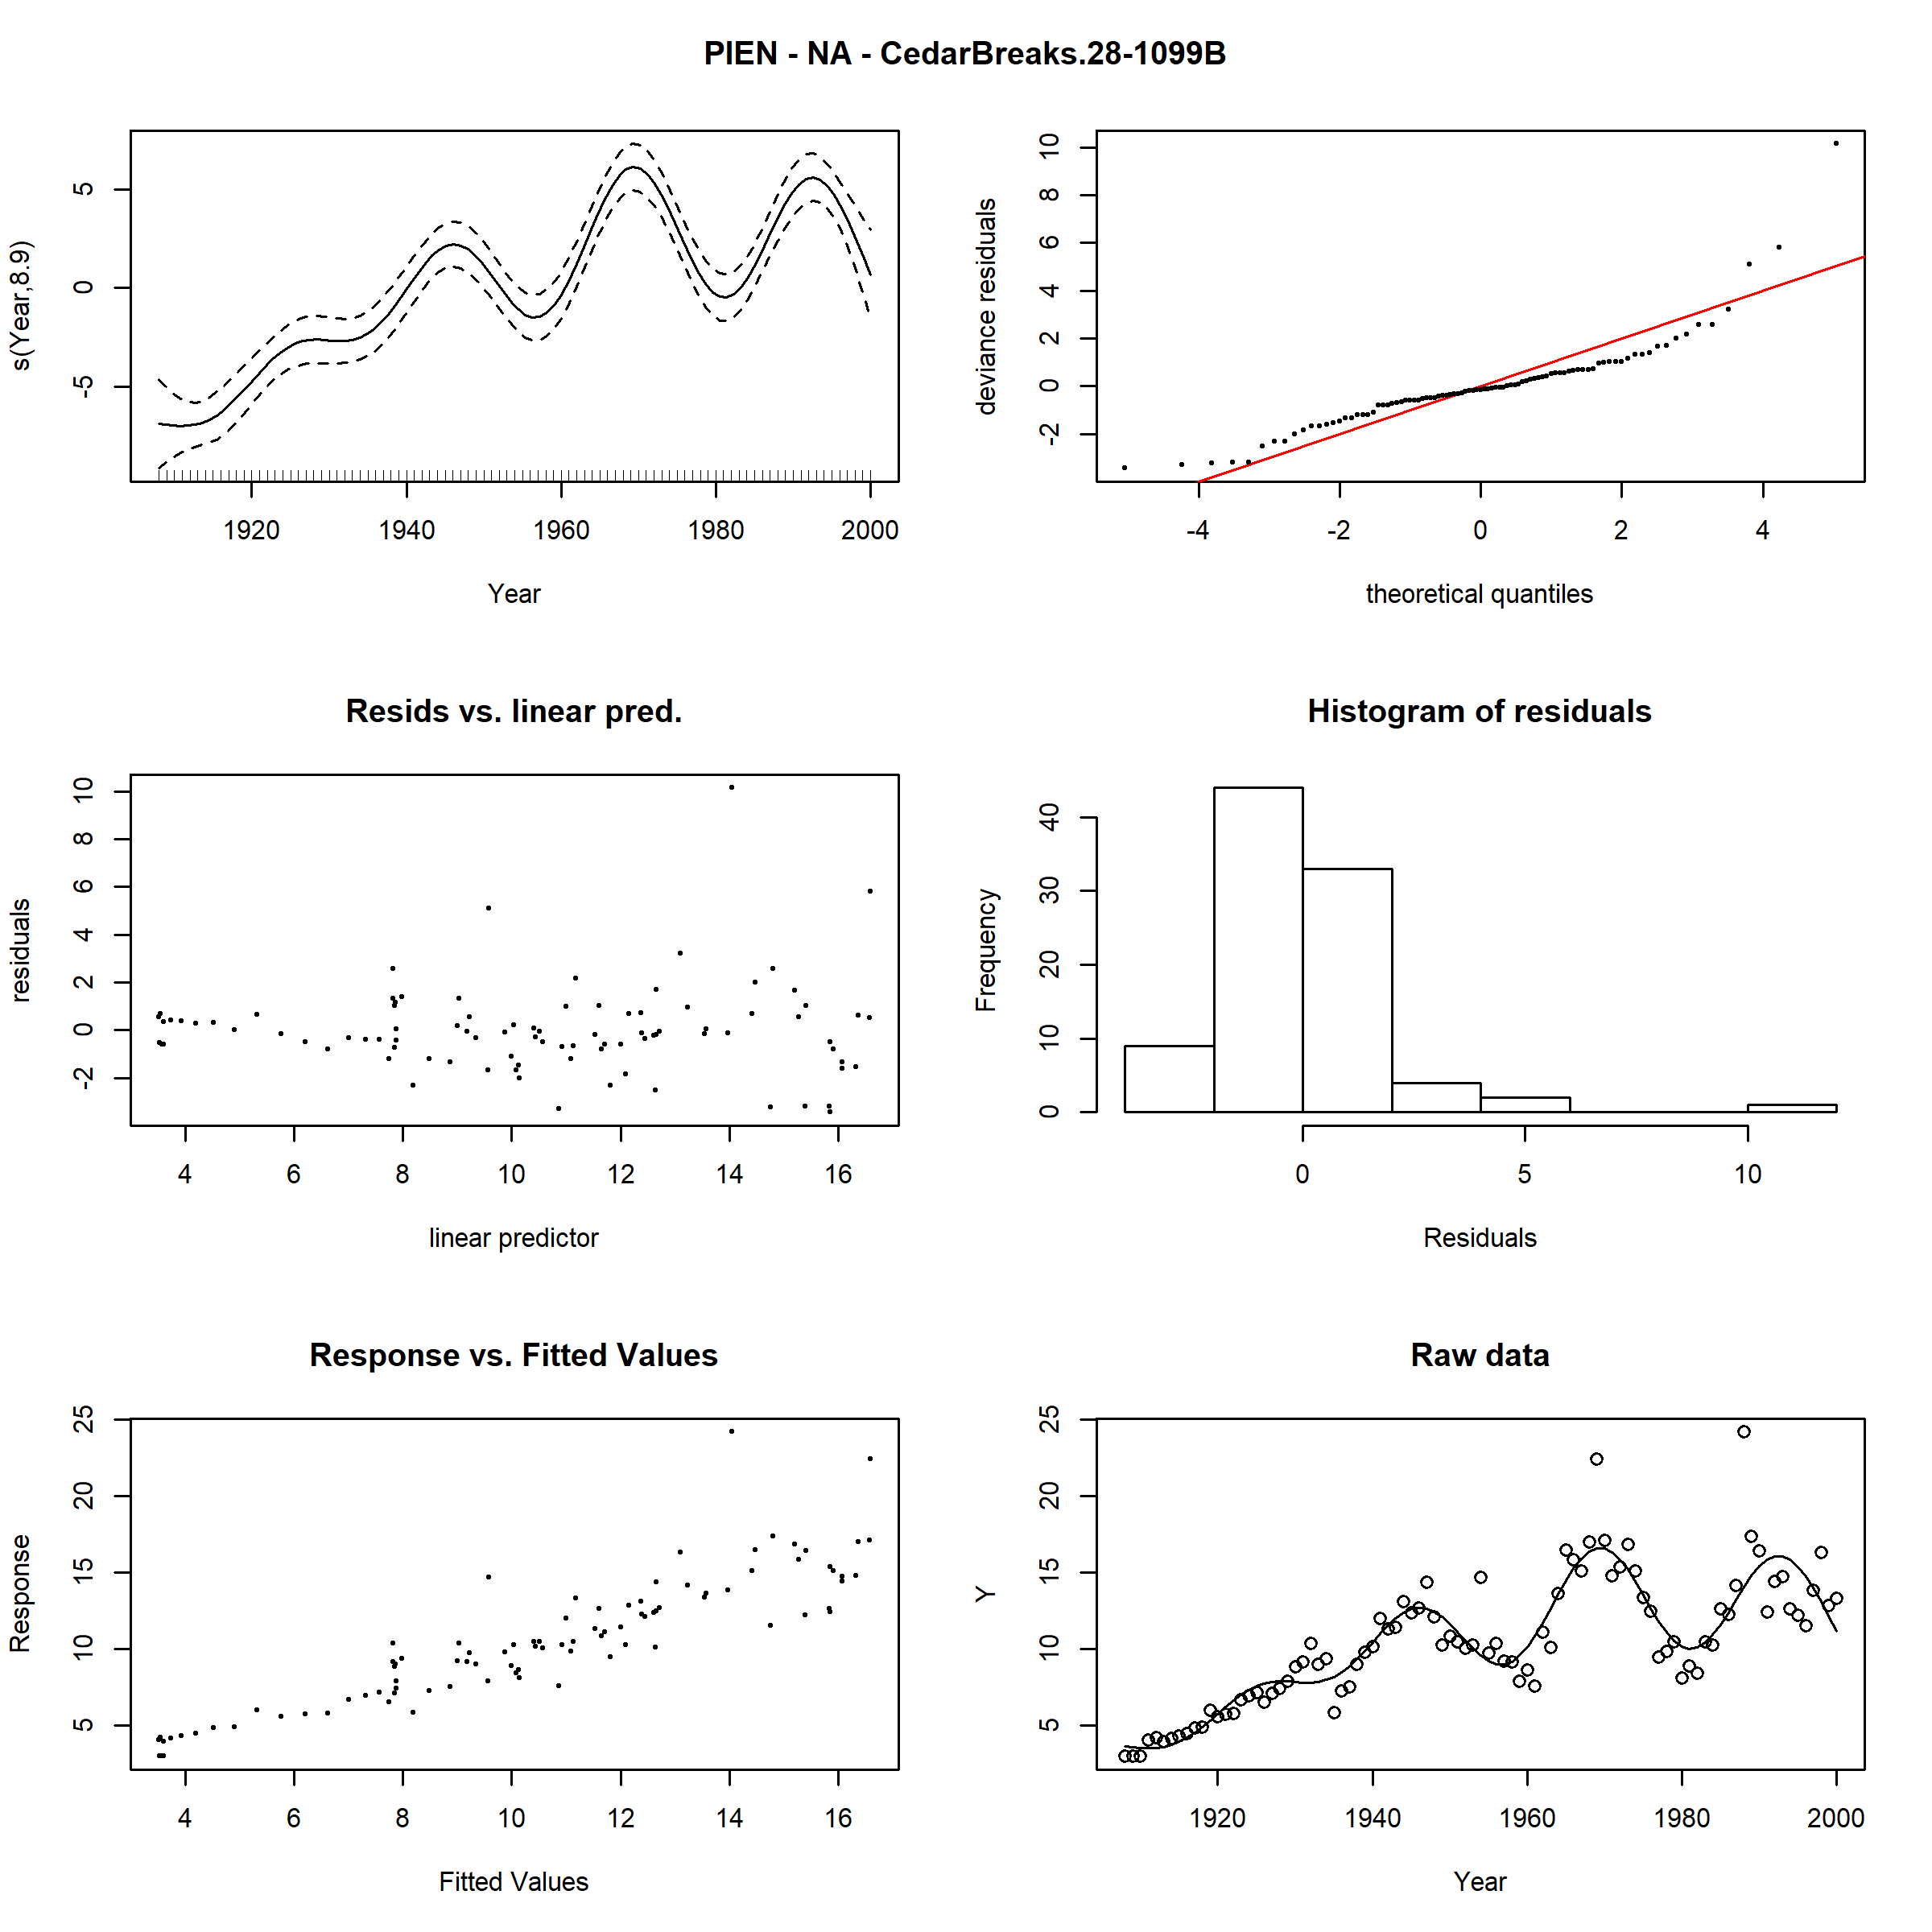 PIEN - NA - CedarBreaks.28-1099B
s(Year,8.9)
5
0
-5
1920 1940 1960 1980 2000
Year
deviance residuals
10
8
6
4
2
0
-2
-4 -2 0 2 4
theoretical quantiles
Resids vs. linear pred.
residuals
10
8
6
4
2
0
-2
4 6 8 10 12 14 16
linear predictor
Histogram of residuals
Frequency
40
30
20
10
0
0 5 10
Residuals
Response vs. Fitted Values
Response
25
20
15
10
5
4 6 8 10 12 14 16
Fitted Values
Raw data
Y
25
20
15
10
5
1920 1940 1960 1980 2000
Year